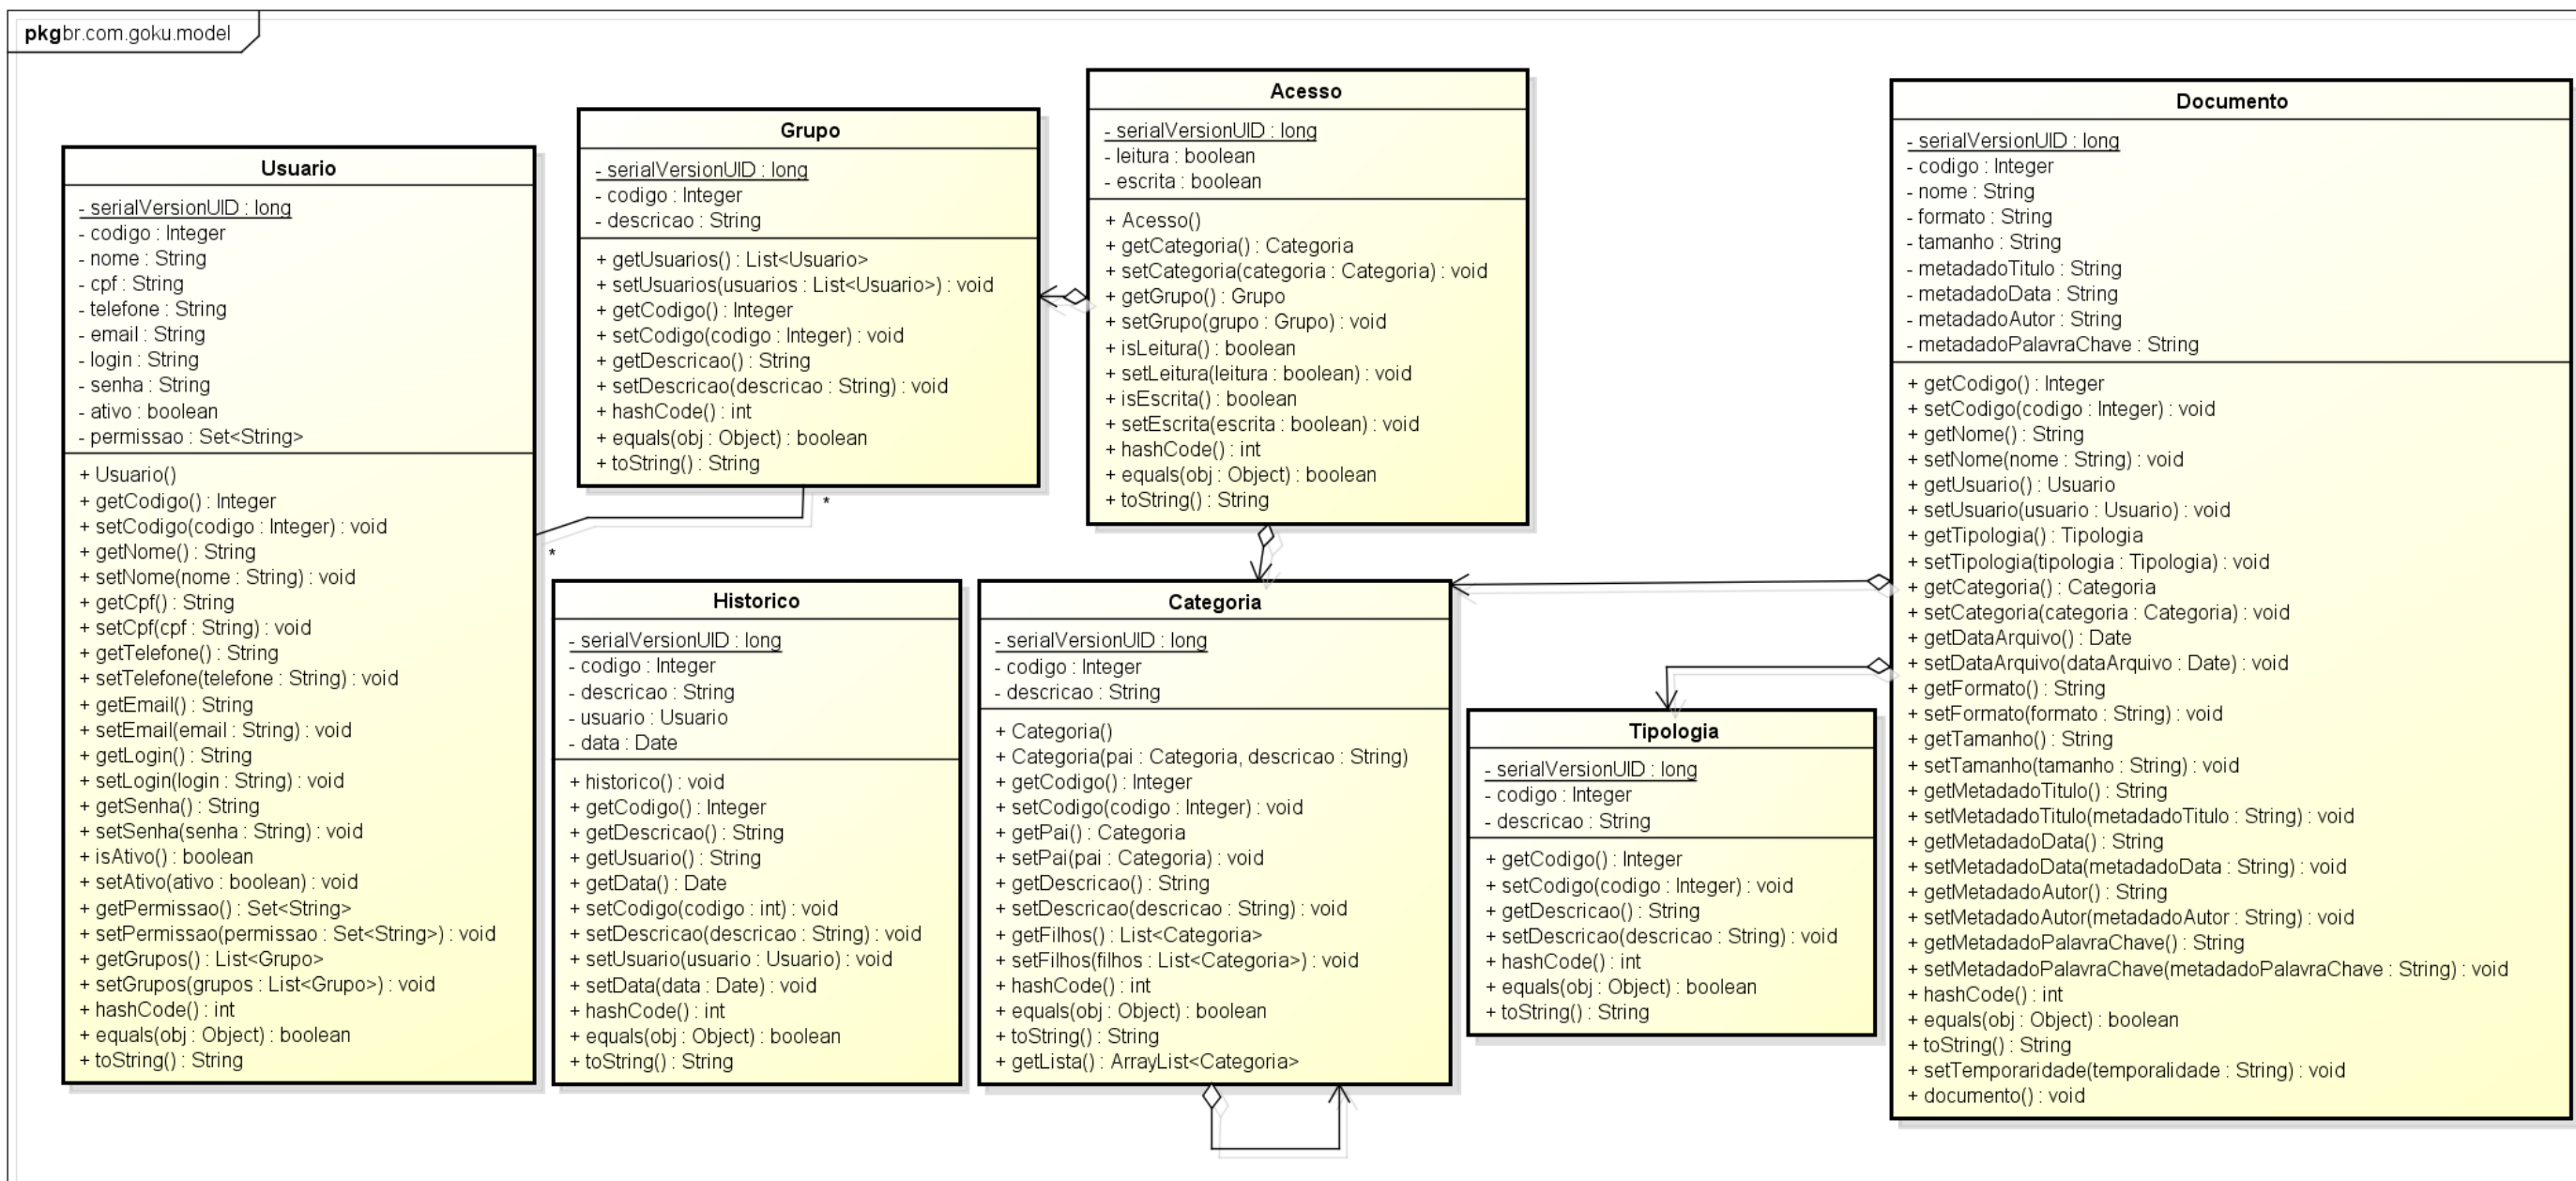 pkgbr.com.goku.model
Usuario
- serialVersionUID : long
- codigo : Integer
- nome : String
- cpf : String
- telefone : String
- email : String
- login : String
- senha : String
- ativo : boolean
- permissao : Set<String>
+ Usuario()
+ getCodigo() : Integer
+ setCodigo(codigo : Integer) : void
+ getNome() : String
+ setNome(nome : String) : void
+ getCpf() : String
+ setCpf(cpf : String) : void
+ getTelefone() : String
+ setTelefone(telefone : String) : void
+ getEmail() : String
+ setEmail(email : String) : void
+ getLogin() : String
+ setLogin(login : String) : void
+ getSenha() : String
+ setSenha(senha : String) : void
+ isAtivo() : boolean
+ setAtivo(ativo : boolean) : void
+ getPermissao() : Set<String>
+ setPermissao(permissao : Set<String>) : void
+ getGrupos() : List<Grupo>
+ setGrupos(grupos : List<Grupo>) : void
+ hashCode() : int
+ equals(obj : Object) : boolean
+ toString() : String
Grupo
- serialVersionUID : long
- codigo : Integer
- descricao : String
+ getUsuarios() : List<Usuario>
+ setUsuarios(usuarios : List<Usuario>) : void
+ getCodigo() : Integer
+ setCodigo(codigo : Integer) : void
+ getDescricao() : String
+ setDescricao(descricao : String) : void
+ hashCode() : int
+ equals(obj : Object) : boolean
+ toString() : String
*
*
Historico
- serialVersionUID : long
- codigo : Integer
- descricao : String
- usuario : Usuario
- data : Date
+ historico() : void
+ getCodigo() : Integer
+ getDescricao() : String
+ getUsuario() : String
+ getData() : Date
+ setCodigo(codigo : int) : void
+ setDescricao(descricao : String) : void
+ setUsuario(usuario : Usuario) : void
+ setData(data : Date) : void
+ hashCode() : int
+ equals(obj : Object) : boolean
+ toString() : String
Acesso
- serialVersionUID : long
- leitura : boolean
- escrita : boolean
+ Acesso()
+ getCategoria() : Categoria
+ setCategoria(categoria : Categoria) : void
+ getGrupo() : Grupo
+ setGrupo(grupo : Grupo) : void
+ isLeitura() : boolean
+ setLeitura(leitura : boolean) : void
+ isEscrita() : boolean
+ setEscrita(escrita : boolean) : void
+ hashCode() : int
+ equals(obj : Object) : boolean
+ toString() : String
Categoria
- serialVersionUID : long
- codigo : Integer
- descricao : String
+ Categoria()
+ Categoria(pai : Categoria, descricao : String)
+ getCodigo() : Integer
+ setCodigo(codigo : Integer) : void
+ getPai() : Categoria
+ setPai(pai : Categoria) : void
+ getDescricao() : String
+ setDescricao(descricao : String) : void
+ getFilhos() : List<Categoria>
+ setFilhos(filhos : List<Categoria>) : void
+ hashCode() : int
+ equals(obj : Object) : boolean
+ toString() : String
+ getLista() : ArrayList<Categoria>
Tipologia
- serialVersionUID : long
- codigo : Integer
- descricao : String
+ getCodigo() : Integer
+ setCodigo(codigo : Integer) : void
+ getDescricao() : String
+ setDescricao(descricao : String) : void
+ hashCode() : int
+ equals(obj : Object) : boolean
+ toString() : String
Documento
- serialVersionUID : long
- codigo : Integer
- nome : String
- formato : String
- tamanho : String
- metadadoTitulo : String
- metadadoData : String
- metadadoAutor : String
- metadadoPalavraChave : String
+ getCodigo() : Integer
+ setCodigo(codigo : Integer) : void
+ getNome() : String
+ setNome(nome : String) : void
+ getUsuario() : Usuario
+ setUsuario(usuario : Usuario) : void
+ getTipologia() : Tipologia
+ setTipologia(tipologia : Tipologia) : void
+ getCategoria() : Categoria
+ setCategoria(categoria : Categoria) : void
+ getDataArquivo() : Date
+ setDataArquivo(dataArquivo : Date) : void
+ getFormato() : String
+ setFormato(formato : String) : void
+ getTamanho() : String
+ setTamanho(tamanho : String) : void
+ getMetadadoTitulo() : String
+ setMetadadoTitulo(metadadoTitulo : String) : void
+ getMetadadoData() : String
+ setMetadadoData(metadadoData : String) : void
+ getMetadadoAutor() : String
+ setMetadadoAutor(metadadoAutor : String) : void
+ getMetadadoPalavraChave() : String
+ setMetadadoPalavraChave(metadadoPalavraChave : String) : void
+ hashCode() : int
+ equals(obj : Object) : boolean
+ toString() : String
+ setTemporaridade(temporalidade : String) : void
+ documento() : void